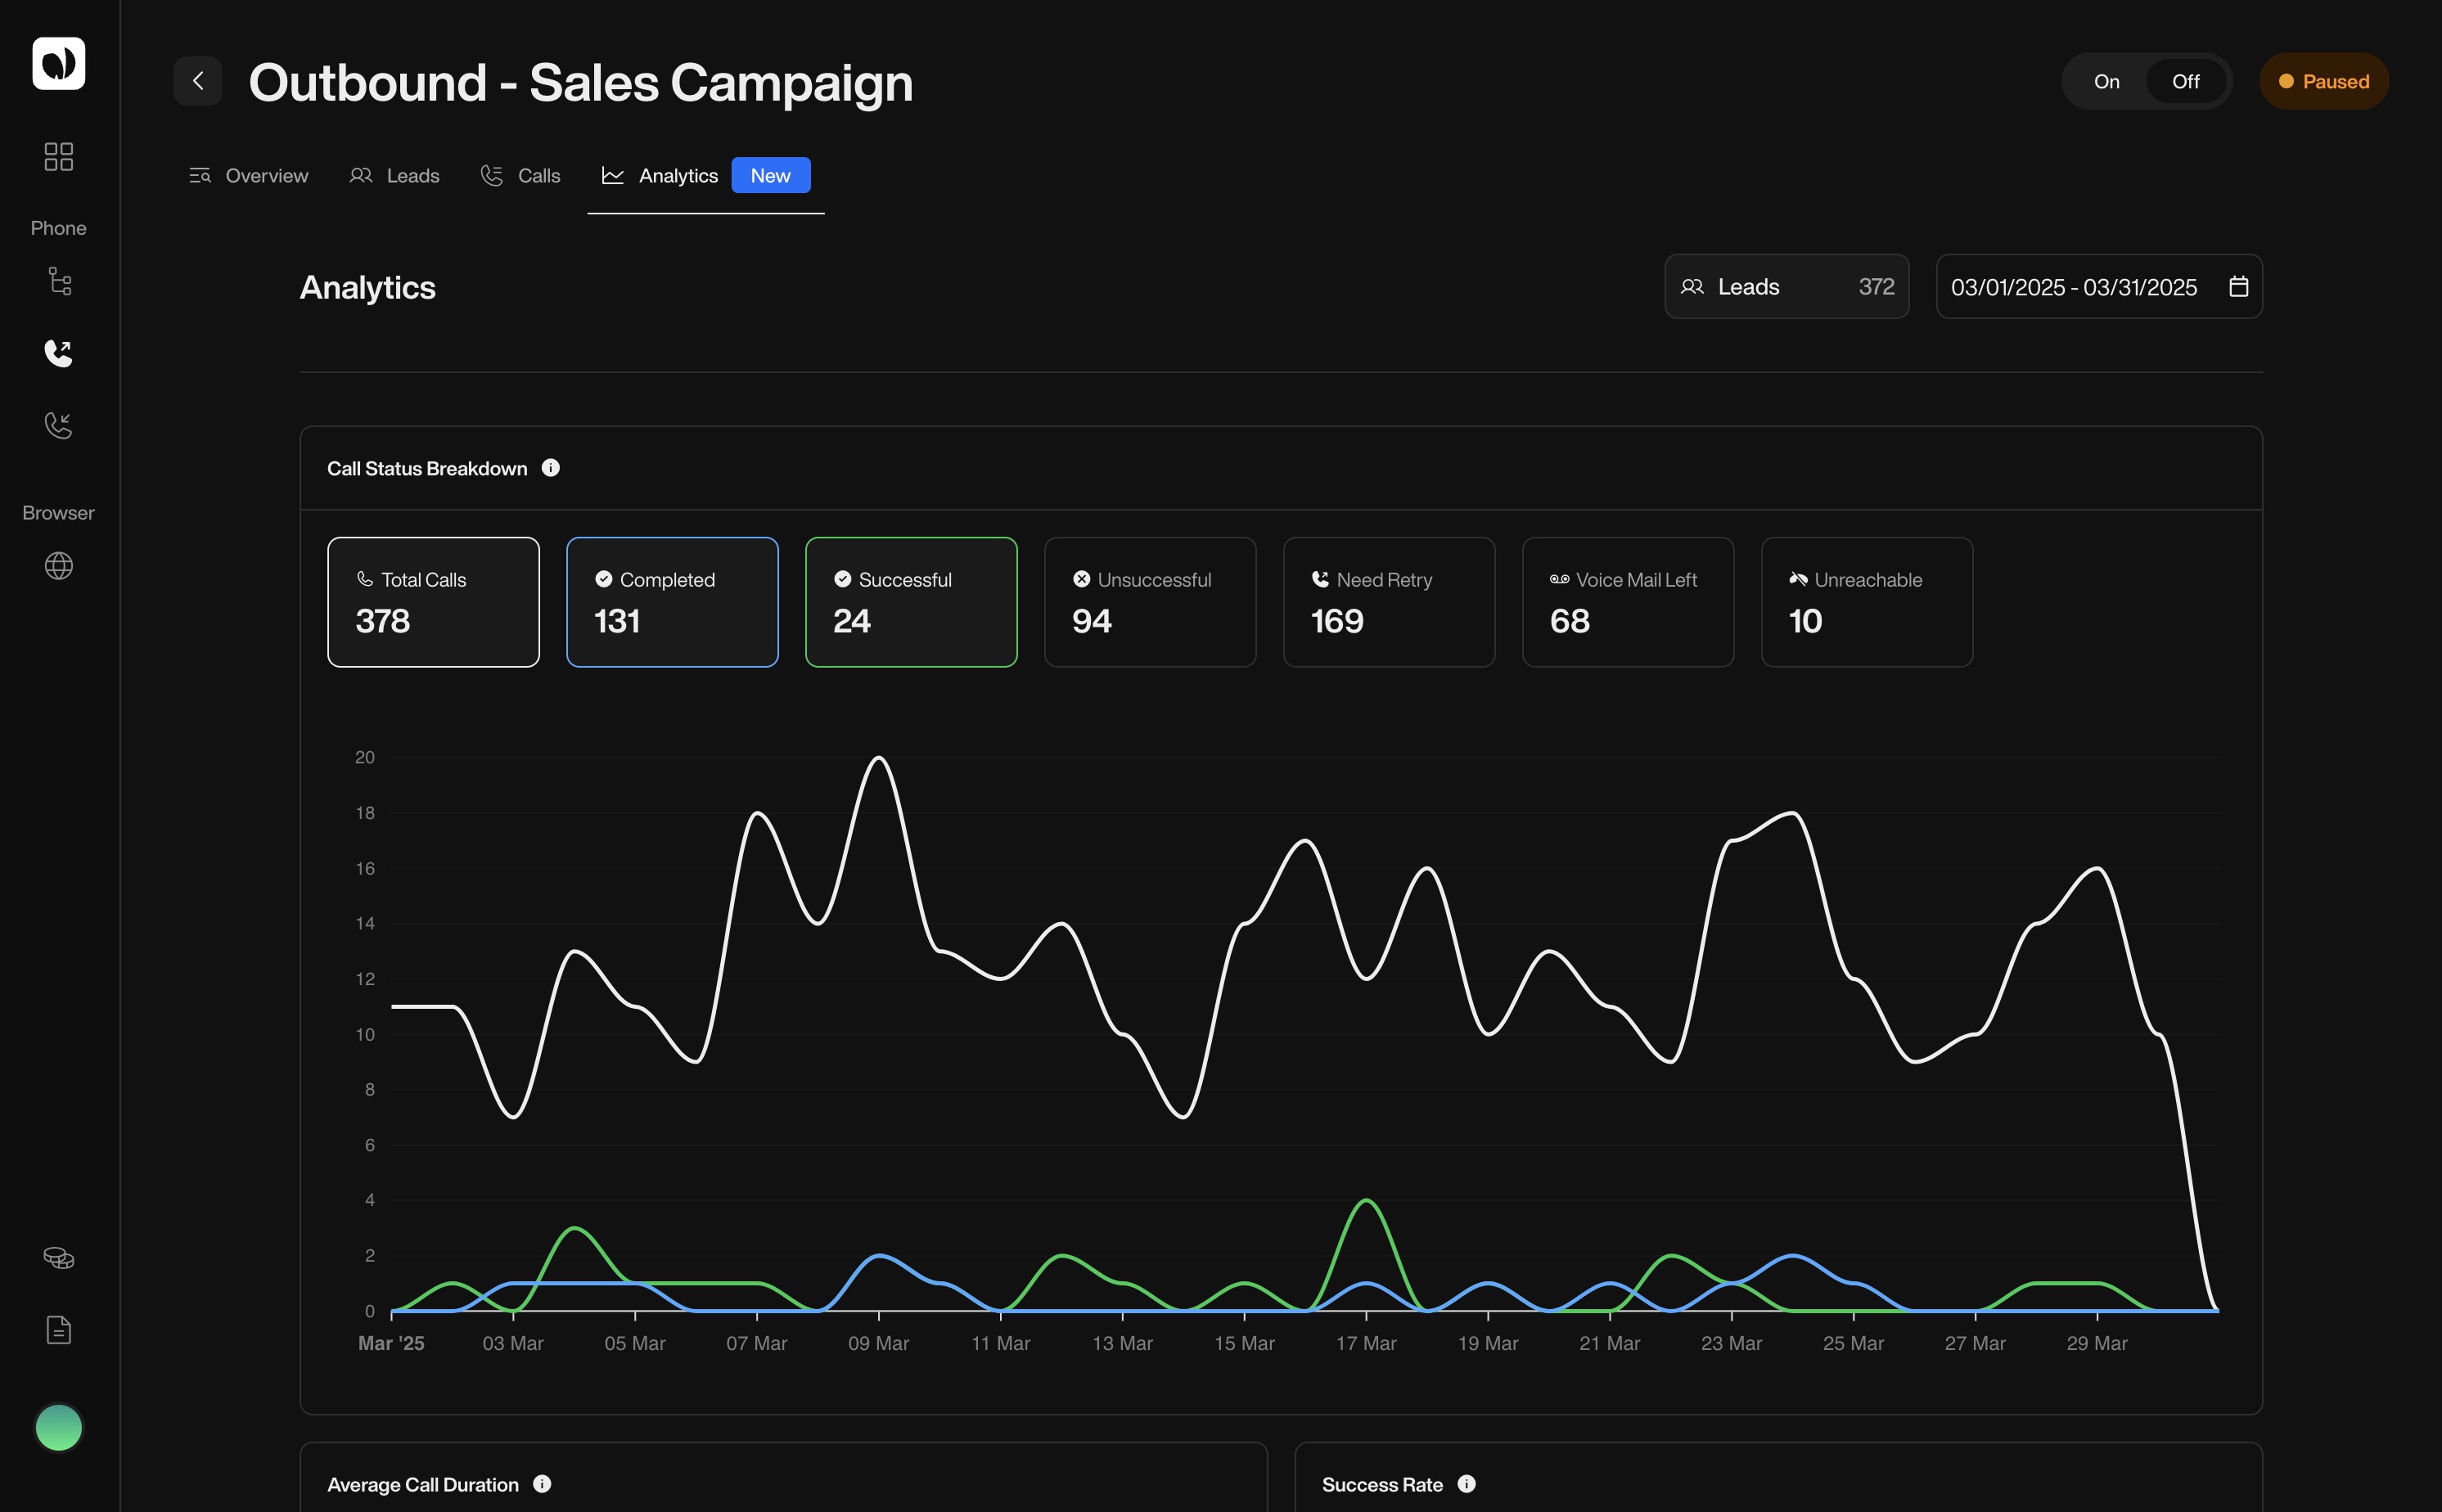 Outbound - Sales Campaign
On Off
Paused
Overview Leads Calls Analytics New
Phone
Browser
Analytics
Leads 372
03/01/2025 - 03/31/2025
Call Status Breakdown
Total Calls
378
Completed
131
Successful
24
Unsuccessful
94
Need Retry
169
Voice Mail Left
68
Unreachable
10
20
18
16
14
12
10
8
6
4
2
0
Mar '25 03 Mar 05 Mar 07 Mar 09 Mar 11 Mar 13 Mar 15 Mar 17 Mar 19 Mar 21 Mar 23 Mar 25 Mar 27 Mar 29 Mar
Average Call Duration
Success Rate